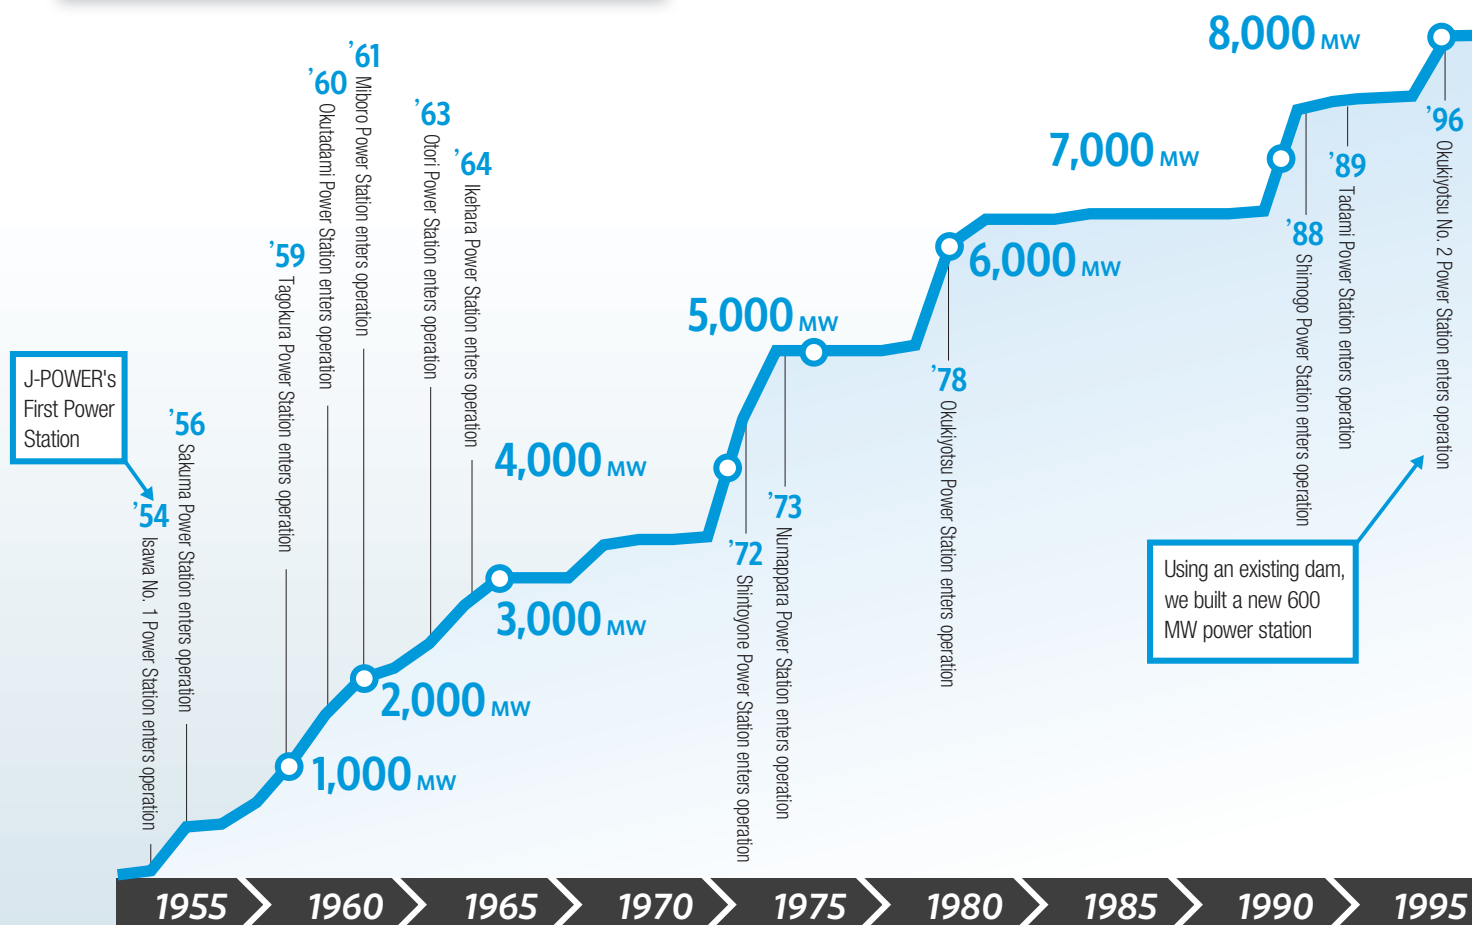 J-POWER's
First Power
Station
’54
Isawa No. 1 Power Station enters operation
’56
Sakuma Power Station enters operation
’59
Tagokura Power Station enters operation
’60
Okutadami Power Station enters operation
’61
Miboro Power Station enters operation
’63
Otori Power Station enters operation
’64
Ikehara Power Station enters operation
’72
Shintoyone Power Station enters operation
’73
Numappara Power Station enters operation
’78
Okukiyotsu Power Station enters operation
’88
Shimogo Power Station enters operation
’89
Tadami Power Station enters operation
’96
Okukiyotsu No. 2 Power Station enters operation
Using an existing dam,
we built a new 600
MW power station
1,000 MW
2,000 MW
3,000 MW
4,000 MW
5,000 MW
6,000 MW
7,000 MW
8,000 MW
1955 1960 1965 1970 1975 1980 1985 1990 1995